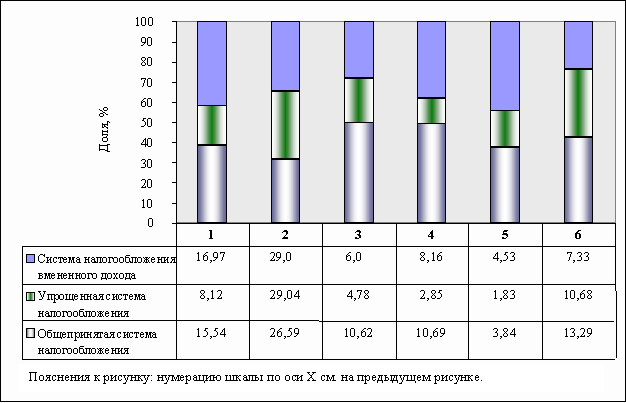 100
90
80
70
60
50
40
30
20
10
0
Доля, %
1 2 3 4 5 6
Система налогообложения вмененного дохода 16,97 29,0 6,0 8,16 4,53 7,33
Упрощенная система налогообложения 8,12 29,04 4,78 2,85 1,83 10,68
Общепринятая система налогообложения 15,54 26,59 10,62 10,69 3,84 13,29
Пояснения к рисунку: нумерацию шкалы по оси X см. на предыдущем рисунке.